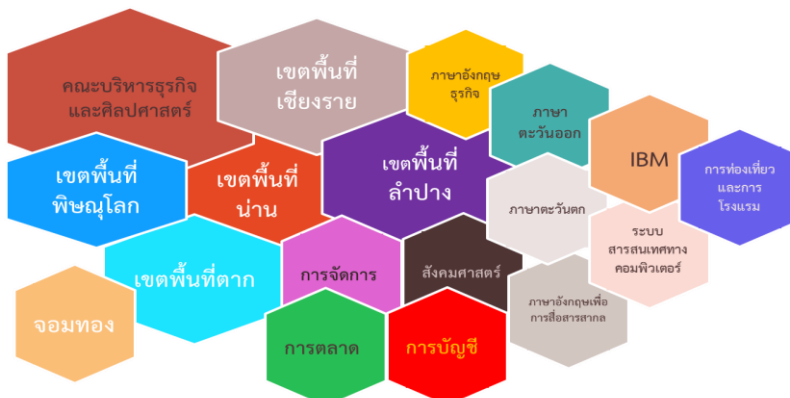 คณะบริหารธุรกิจ
และศิลปศาสตร์
เขตพื้นที่
เชียงราย
ภาษาอังกฤษ
ธุรกิจ
ภาษา
ตะวันออก
IBM
การท่องเที่ยว
และการ
โรงแรม
เขตพื้นที่
พิษณุโลก
เขตพื้นที่
น่าน
เขตพื้นที่
ลำปาง
ภาษาตะวันตก
ระบบ
สารสนเทศทาง
คอมพิวเตอร์
เขตพื้นที่ตาก
การจัดการ
สังคมศาสตร์
ภาษาอังกฤษเพื่อ
การสื่อสารสากล
จอมทอง
การตลาด
การบัญชี